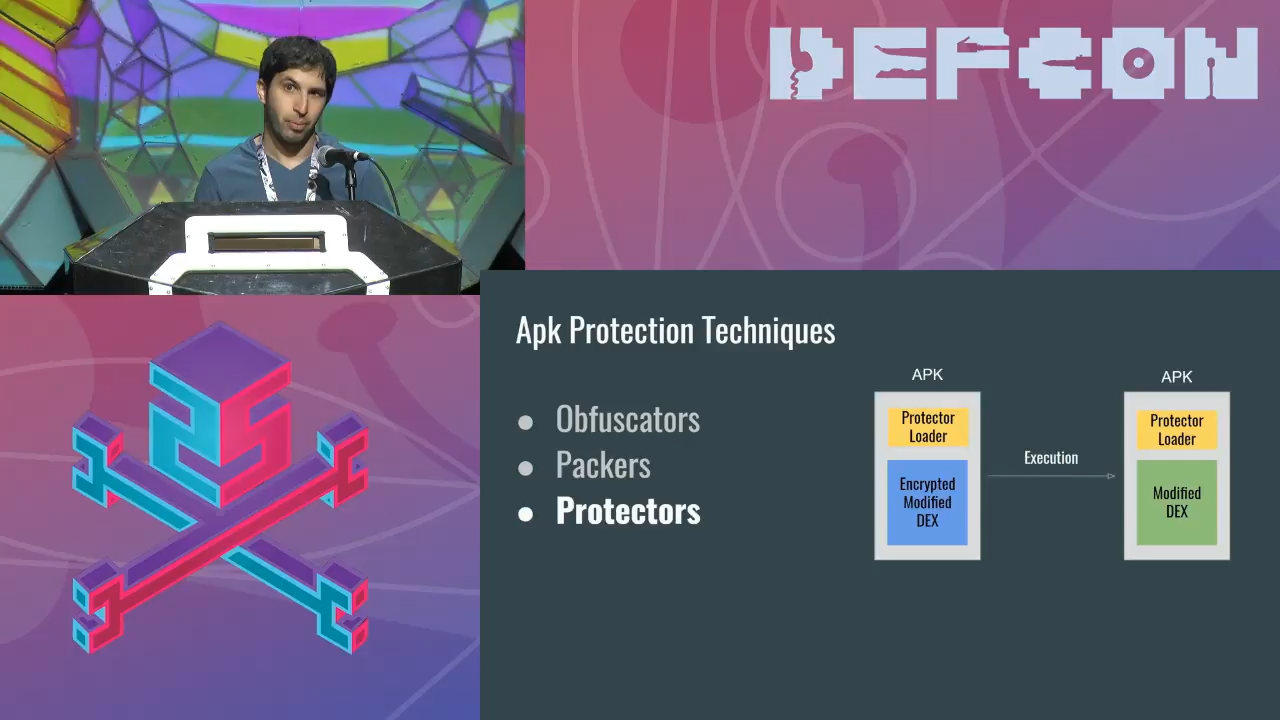 DEFCON
Apk Protection Techniques
Obfuscators
Packers
Protectors
APK
Protector
Loader
Encrypted
Modified
DEX
Execution
APK
Protector
Loader
Modified
DEX